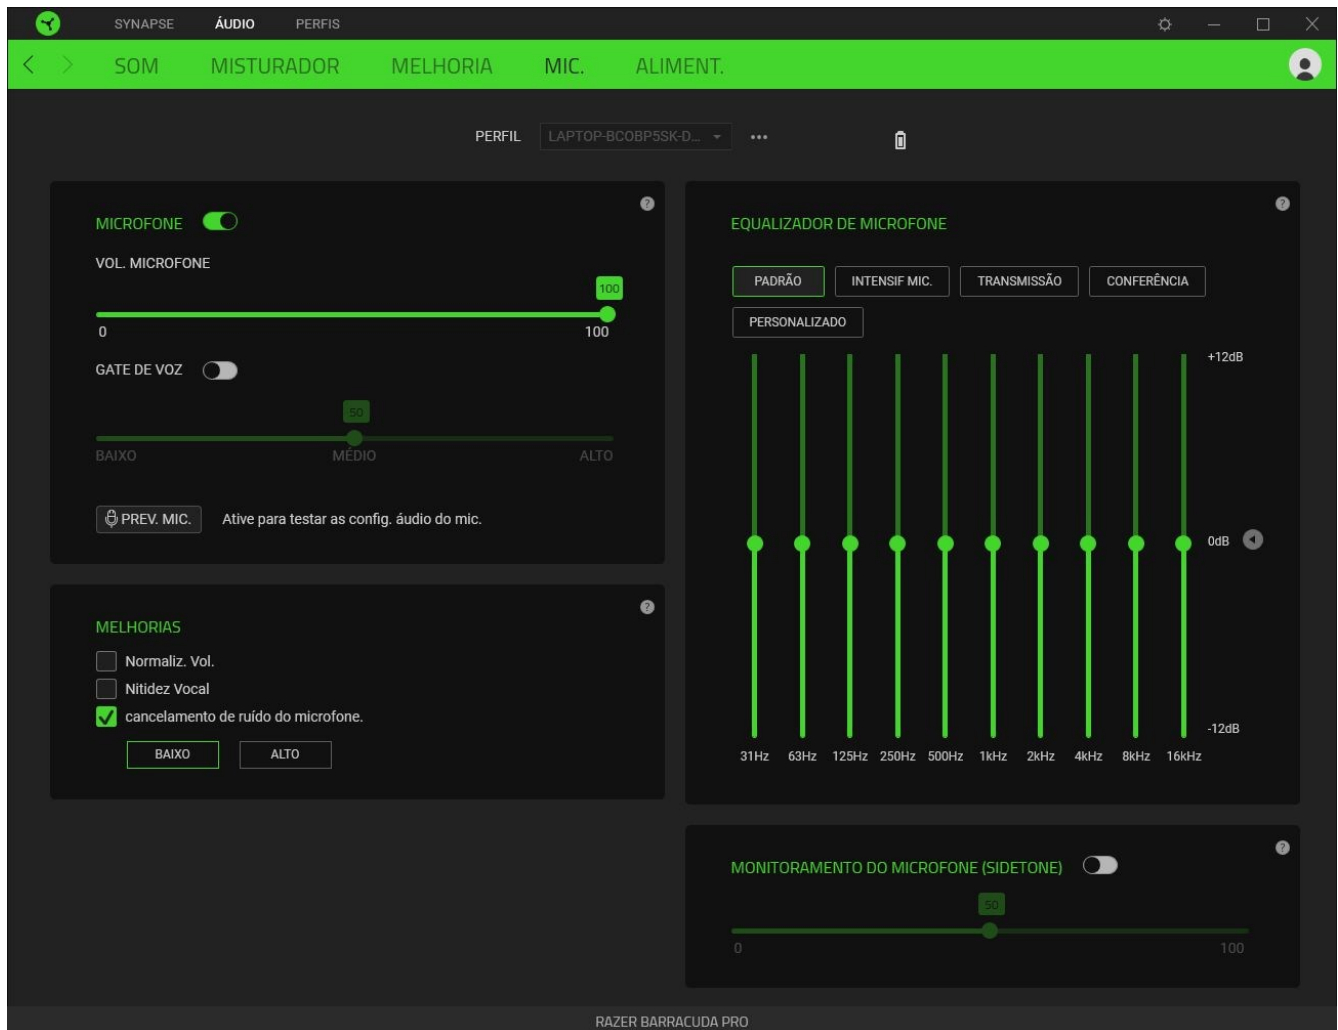 SYNAPSE ÁUDIO PERFIS
SOM MISTURADOR MELHORIA MIC. ALIMENT.
PERFIL LAPTOP-BCOBP5SK-D... •••
MICROFONE
VOL. MICROFONE
100
0 100
GATE DE VOZ
50
BAIXO MÉDIO ALTO
PREV. MIC. Ative para testar as config. áudio do mic.
MELHORIAS
Normaliz. Vol.
Nitidez Vocal
cancelamento de ruído do microfone.
BAIXO ALTO
EQUALIZADOR DE MICROFONE
PADRÃO INTENSIF MIC. TRANSMISSÃO CONFERÊNCIA
PERSONALIZADO
+12dB
0dB
-12dB
31Hz 63Hz 125Hz 250Hz 500Hz 1kHz 2kHz 4kHz 8kHz 16kHz
MONITORAMENTO DO MICROFONE (SIDETONE)
50
0 100
RAZER BARRACUDA PRO